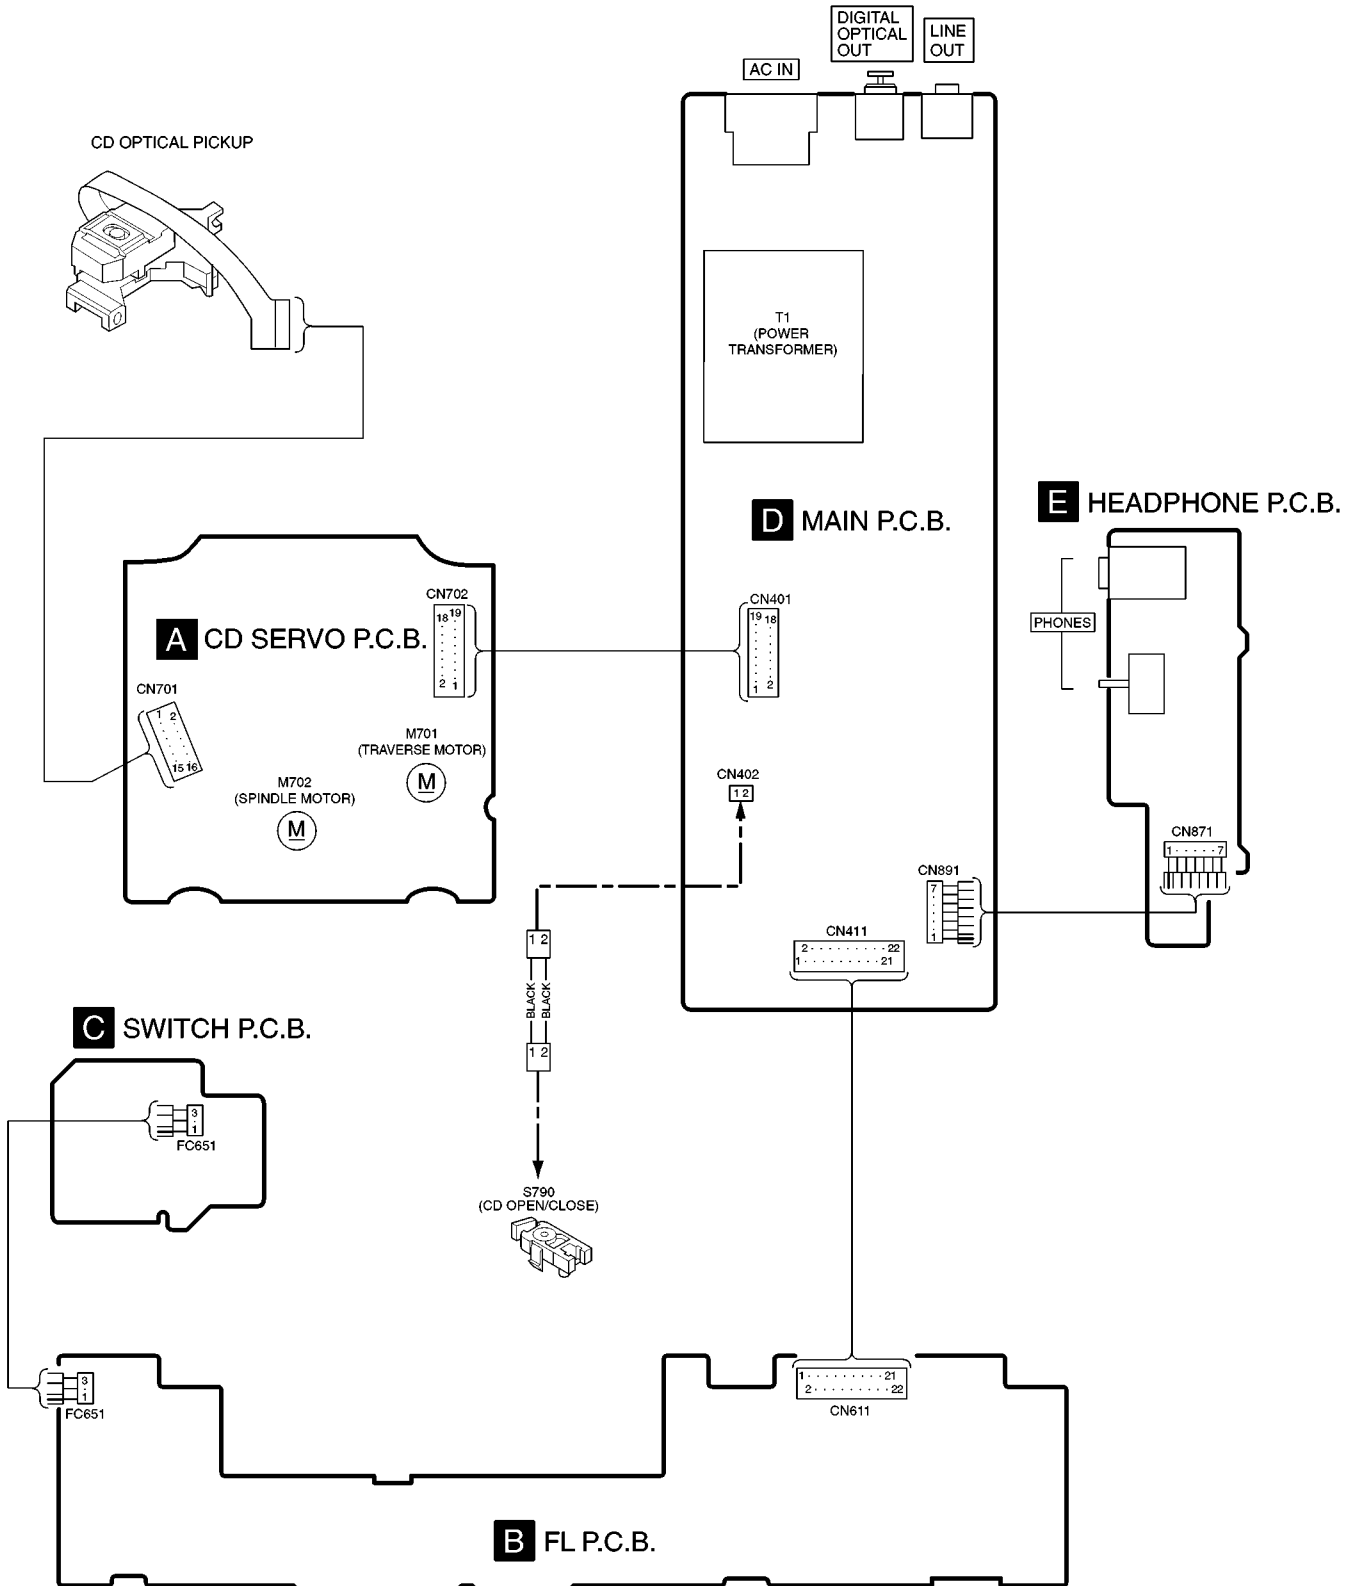 DIGITAL
OPTICAL
OUT
LINE
OUT
AC IN
CD OPTICAL PICKUP
T1
(POWER
TRANSFORMER)
D MAIN P.C.B.
E HEADPHONE P.C.B.
PHONES
A CD SERVO P.C.B.
CN702
18 19
2 1
CN401
19 18
1 2
CN701
1 2
15 16
M701
(TRAVERSE MOTOR)
M
M702
(SPINDLE MOTOR)
M
CN402
1 2
CN871
1 · · · · · 7
CN891
7
1
CN411
2 · · · · · · · · · 22
1 · · · · · · · · · 21
1 2
BLACK
BLACK
1 2
C SWITCH P.C.B.
3
1
FC651
S790
(CD OPEN/CLOSE)
3
1
FC651
1 · · · · · · · · · 21
2 · · · · · · · · · 22
CN611
B FL P.C.B.